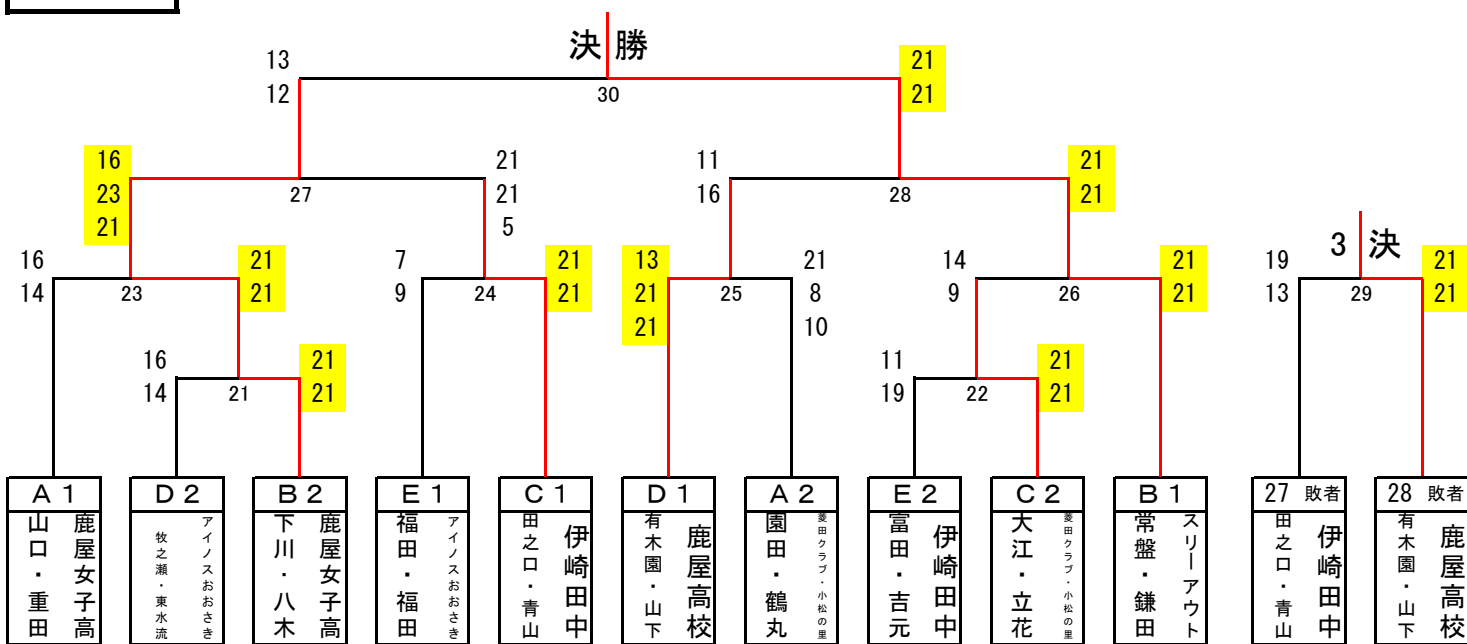 決勝
13
12
30
21
21
16
23
21
27
21
21
5
11
16
28
21
21
3決
16
14
23
21
21
7
9
24
21
21
13
21
21
25
21
8
10
14
9
26
21
21
19
13
29
21
21
16
14
21
21
21
11
19
22
21
21
A1
鹿屋女子高
山口・重田
D2
アイノスおおさき
牧之瀬・東水流
B2
鹿屋女子高
下川・八木
E1
アイノスおおさき
福田・福田
C1
伊崎田中
田之口・青山
D1
鹿屋高校
有木園・山下
A2
菱田クラブ・小松の里
園田・鶴丸
E2
伊崎田中
富田・吉元
C2
菱田クラブ・小松の里
大江・立花
B1
スリーアウト
常盤・鎌田
27 敗者
伊崎田中
田之口・青山
28 敗者
鹿屋高校
有木園・山下